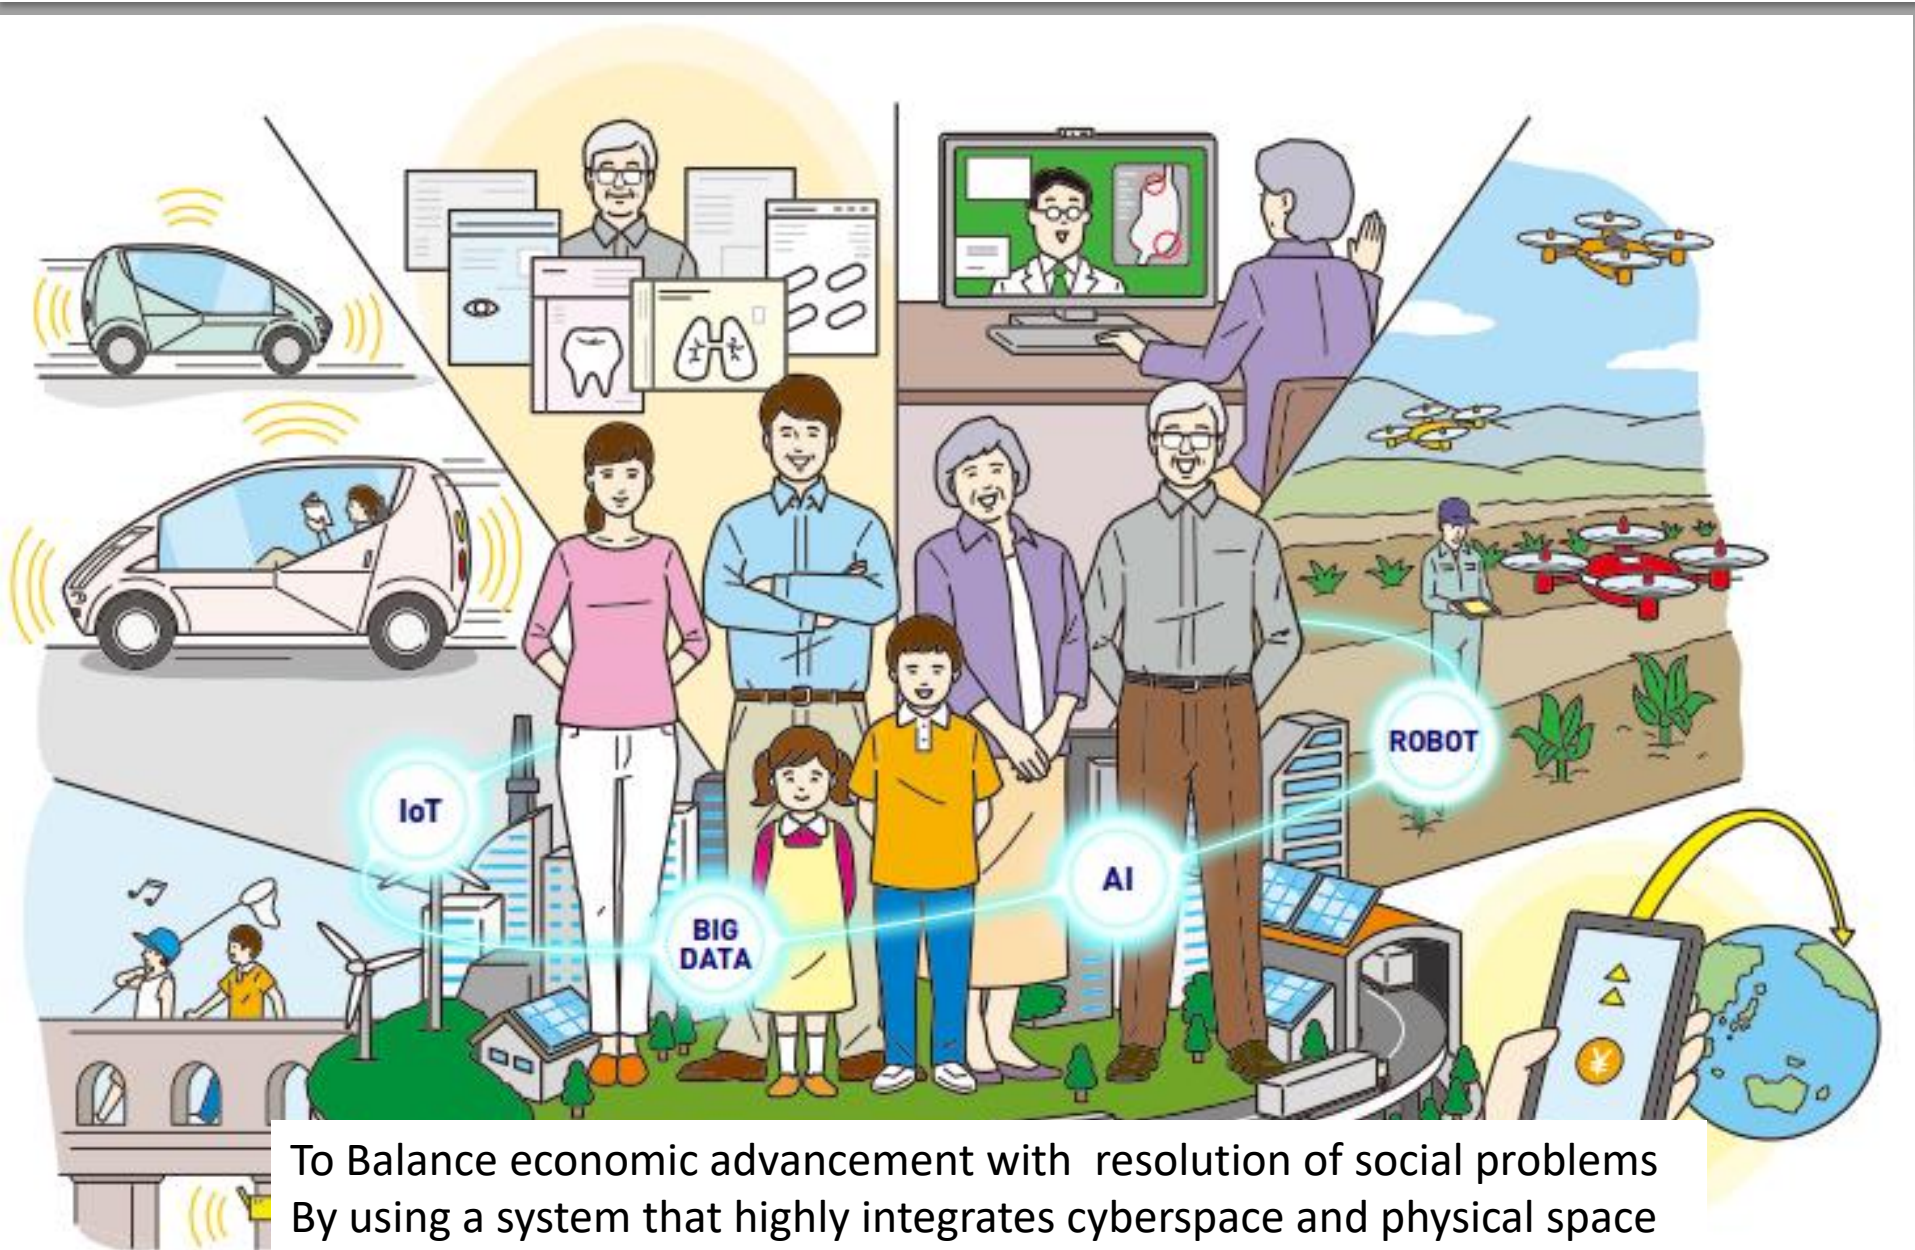 IoT
BIG
DATA
AI
ROBOT
¥
To Balance economic advancement with  resolution of social problems
By using a system that highly integrates cyberspace and physical space